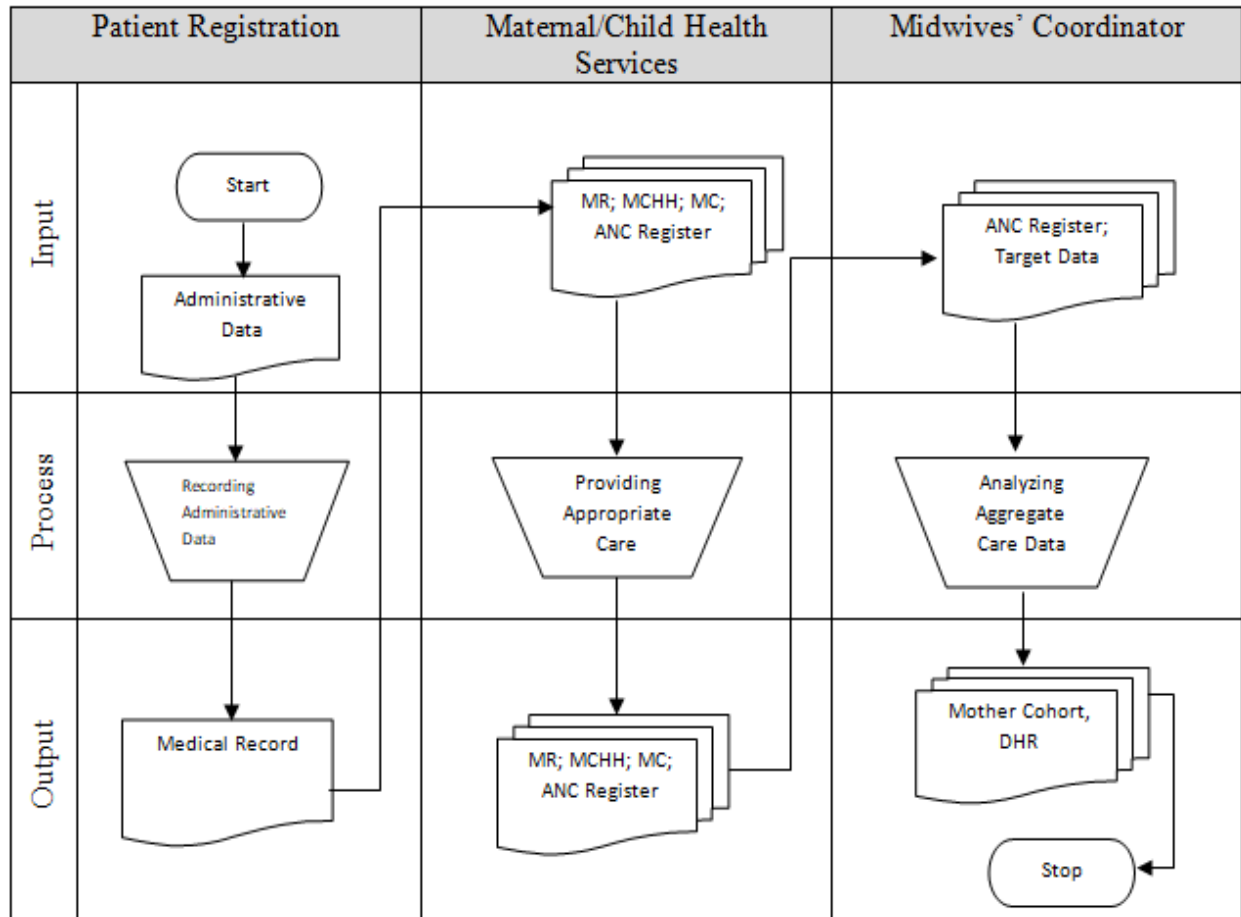 Patient Registration
Maternal/Child Health
Services
Midwives’ Coordinator
Input
Start
Administrative
Data
MR; MCHH; MC;
ANC Register
ANC Register;
Target Data
Process
Recording
Administrative
Data
Providing
Appropriate
Care
Analyzing
Aggregate
Care Data
Output
Medical Record
MR; MCHH; MC;
ANC Register
Mother Cohort,
DHR
Stop